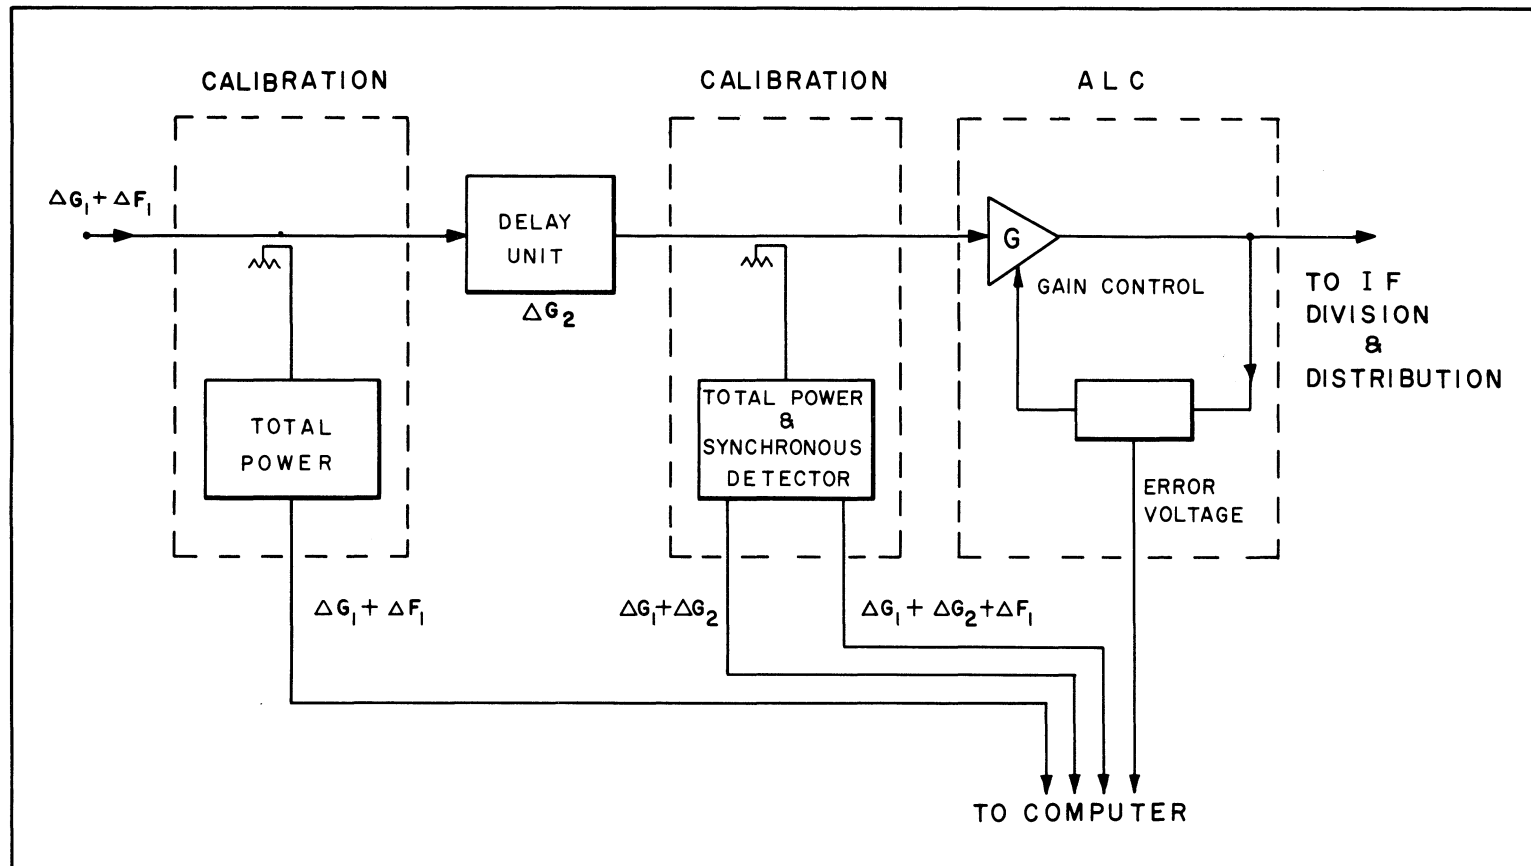 CALIBRATION
CALIBRATION
ALC
ΔG₁ + ΔF₁
DELAY
UNIT
ΔG₂
G
GAIN CONTROL
TO IF
DIVISION
&
DISTRIBUTION
TOTAL
POWER
TOTAL POWER
&
SYNCHRONOUS
DETECTOR
ERROR
VOLTAGE
ΔG₁ + ΔF₁
ΔG₁+ΔG₂
ΔG₁ + ΔG₂+ΔF₁
TO COMPUTER